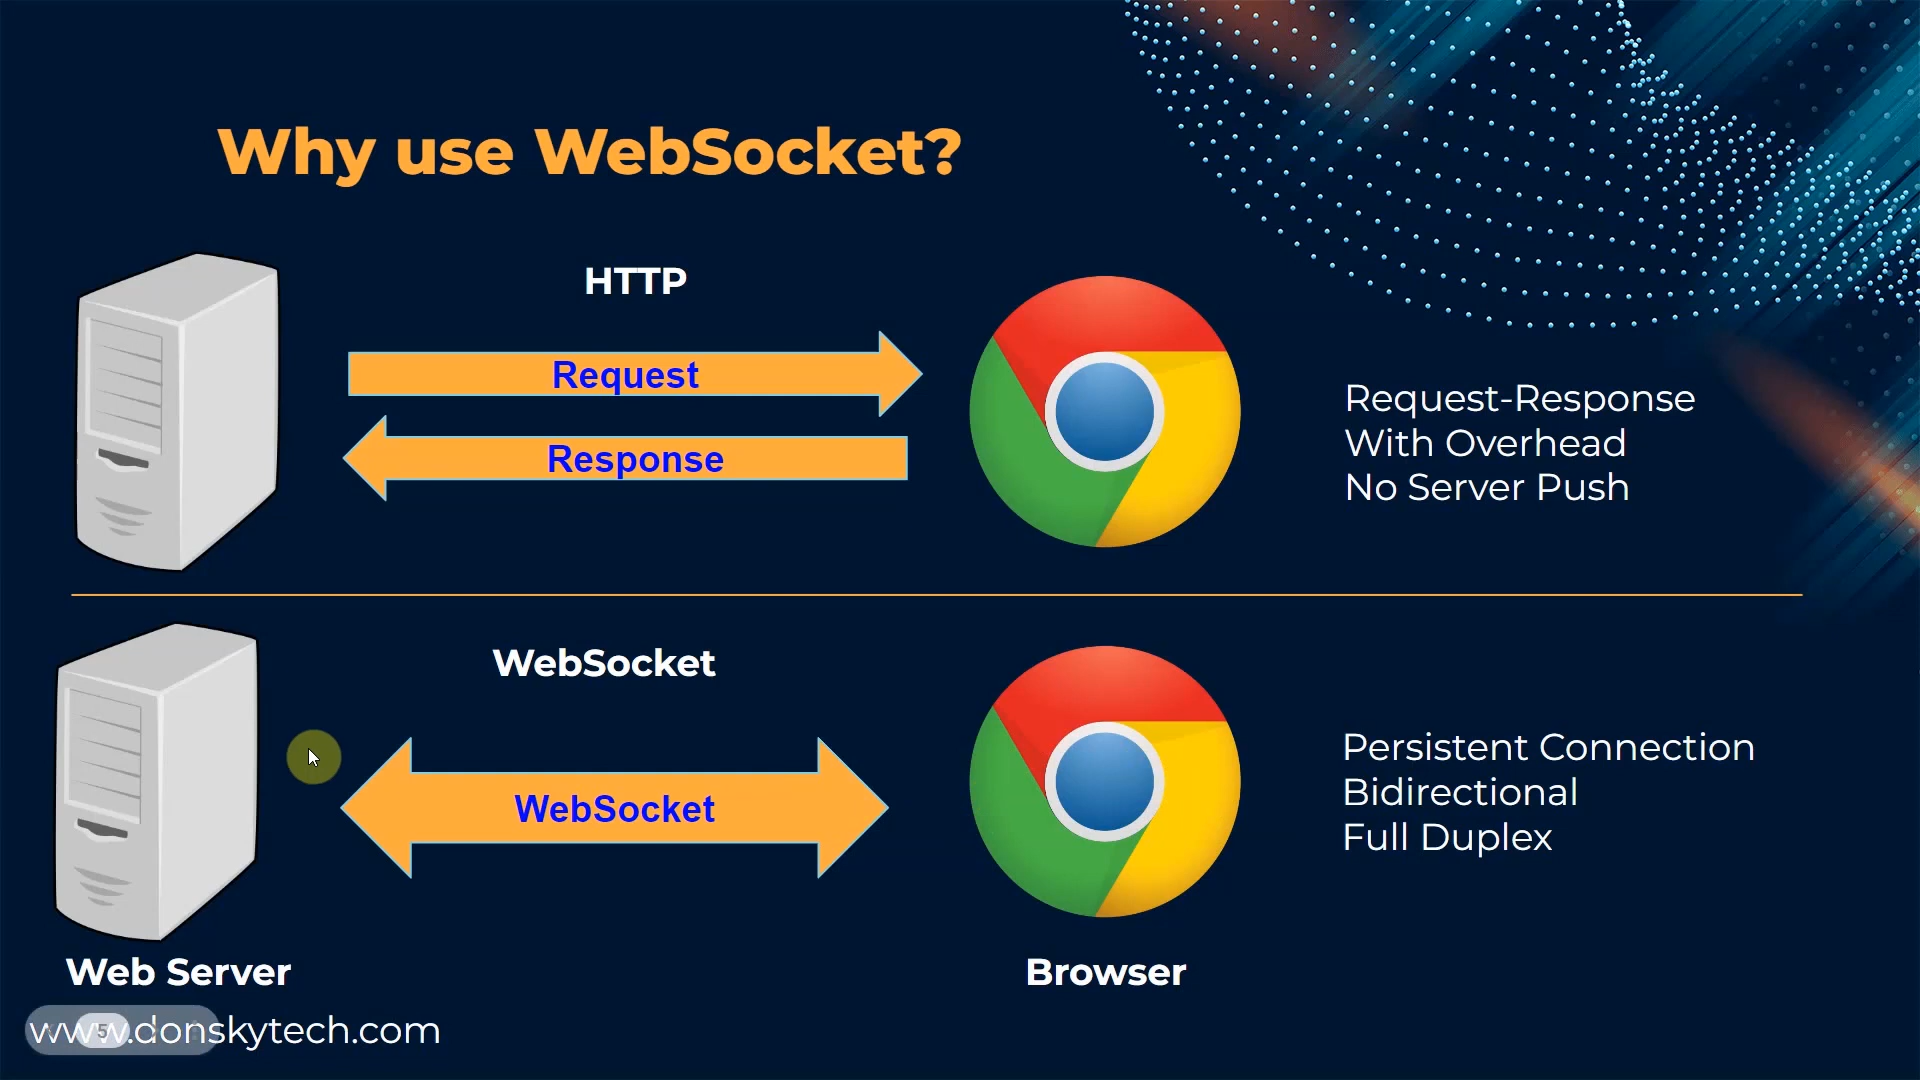 Why use WebSocket?
HTTP
Request
Response
Request-Response
With Overhead
No Server Push
WebSocket
WebSocket
Persistent Connection
Bidirectional
Full Duplex
Web Server
Browser
5
www.donskytech.com